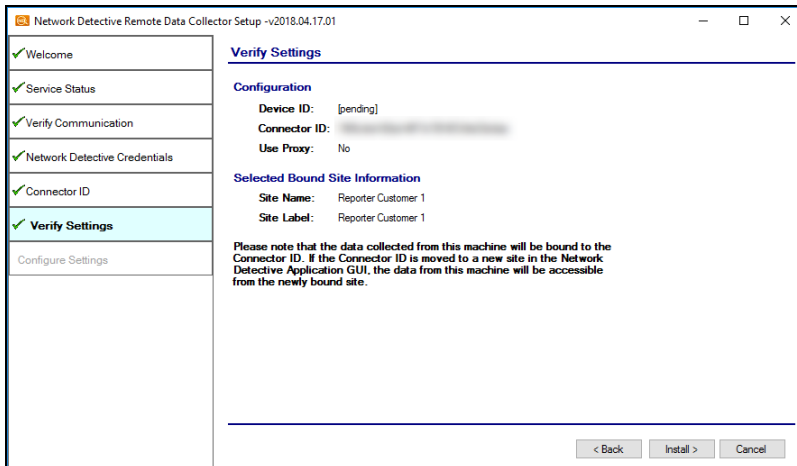 Network Detective Remote Data Collector Setup -v2018.04.17.01
Welcome
Service Status
Verify Communication
Network Detective Credentials
Connector ID
Verify Settings
Configure Settings
Verify Settings
Configuration
Device ID: [pending]
Connector ID:
Use Proxy: No
Selected Bound Site Information
Site Name: Reporter Customer 1
Site Label: Reporter Customer 1
Please note that the data collected from this machine will be bound to the
Connector ID. If the Connector ID is moved to a new site in the Network
Detective Application GUI, the data from this machine will be accessible
from the newly bound site.
< Back Install > Cancel